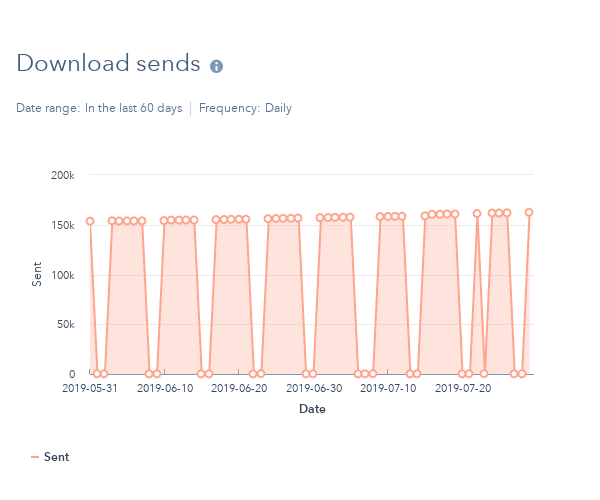 Download sends
Date range: In the last 60 days Frequency: Daily
200k
150k
100k
50k
0
Sent
2019-05-31 2019-06-10 2019-06-20 2019-06-30 2019-07-10 2019-07-20
Date
Sent